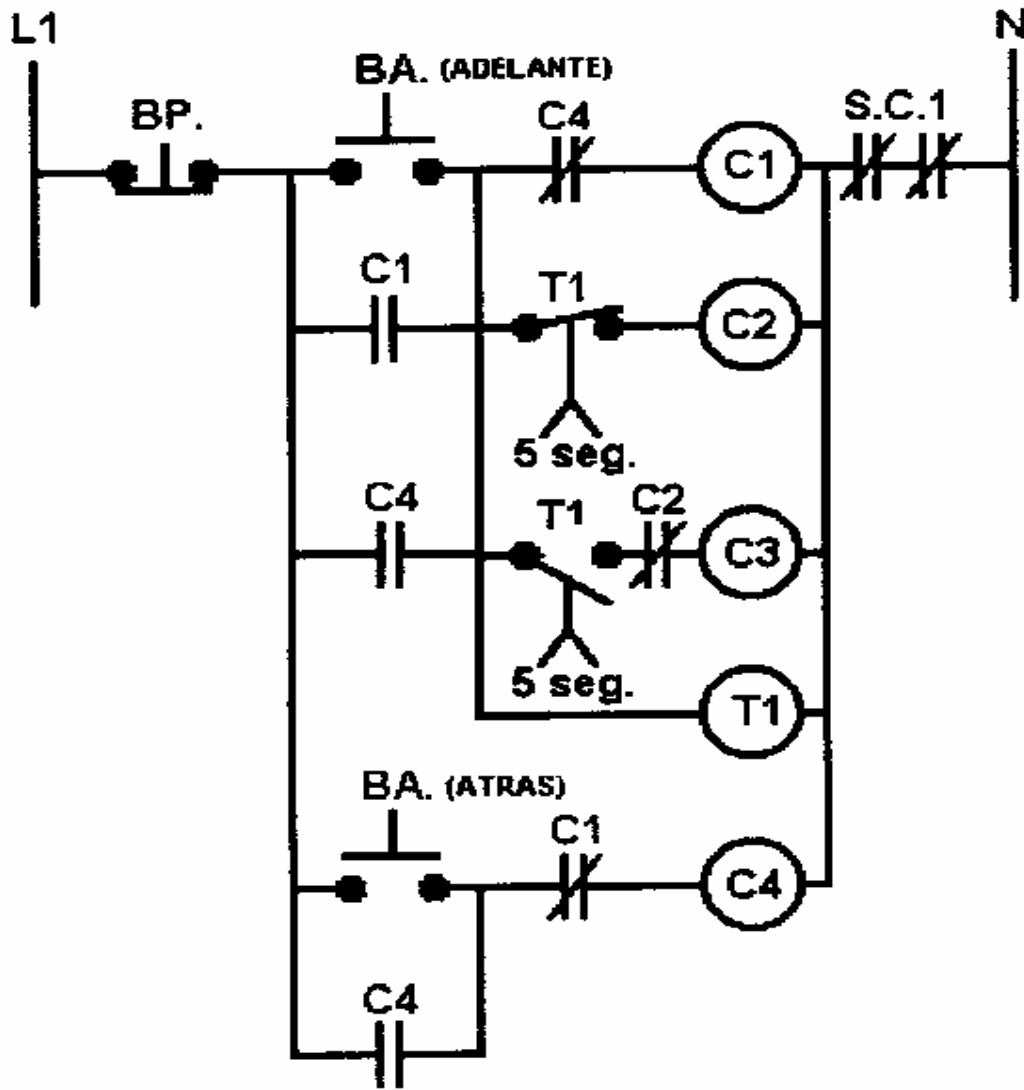 L1
N
BA. (ADELANTE)
BP.
C4
C1
S.C.1
C1
T1
C2
5 seg.
C4
T1
C2
C3
5 seg.
T1
BA. (ATRAS)
C1
C4
C4